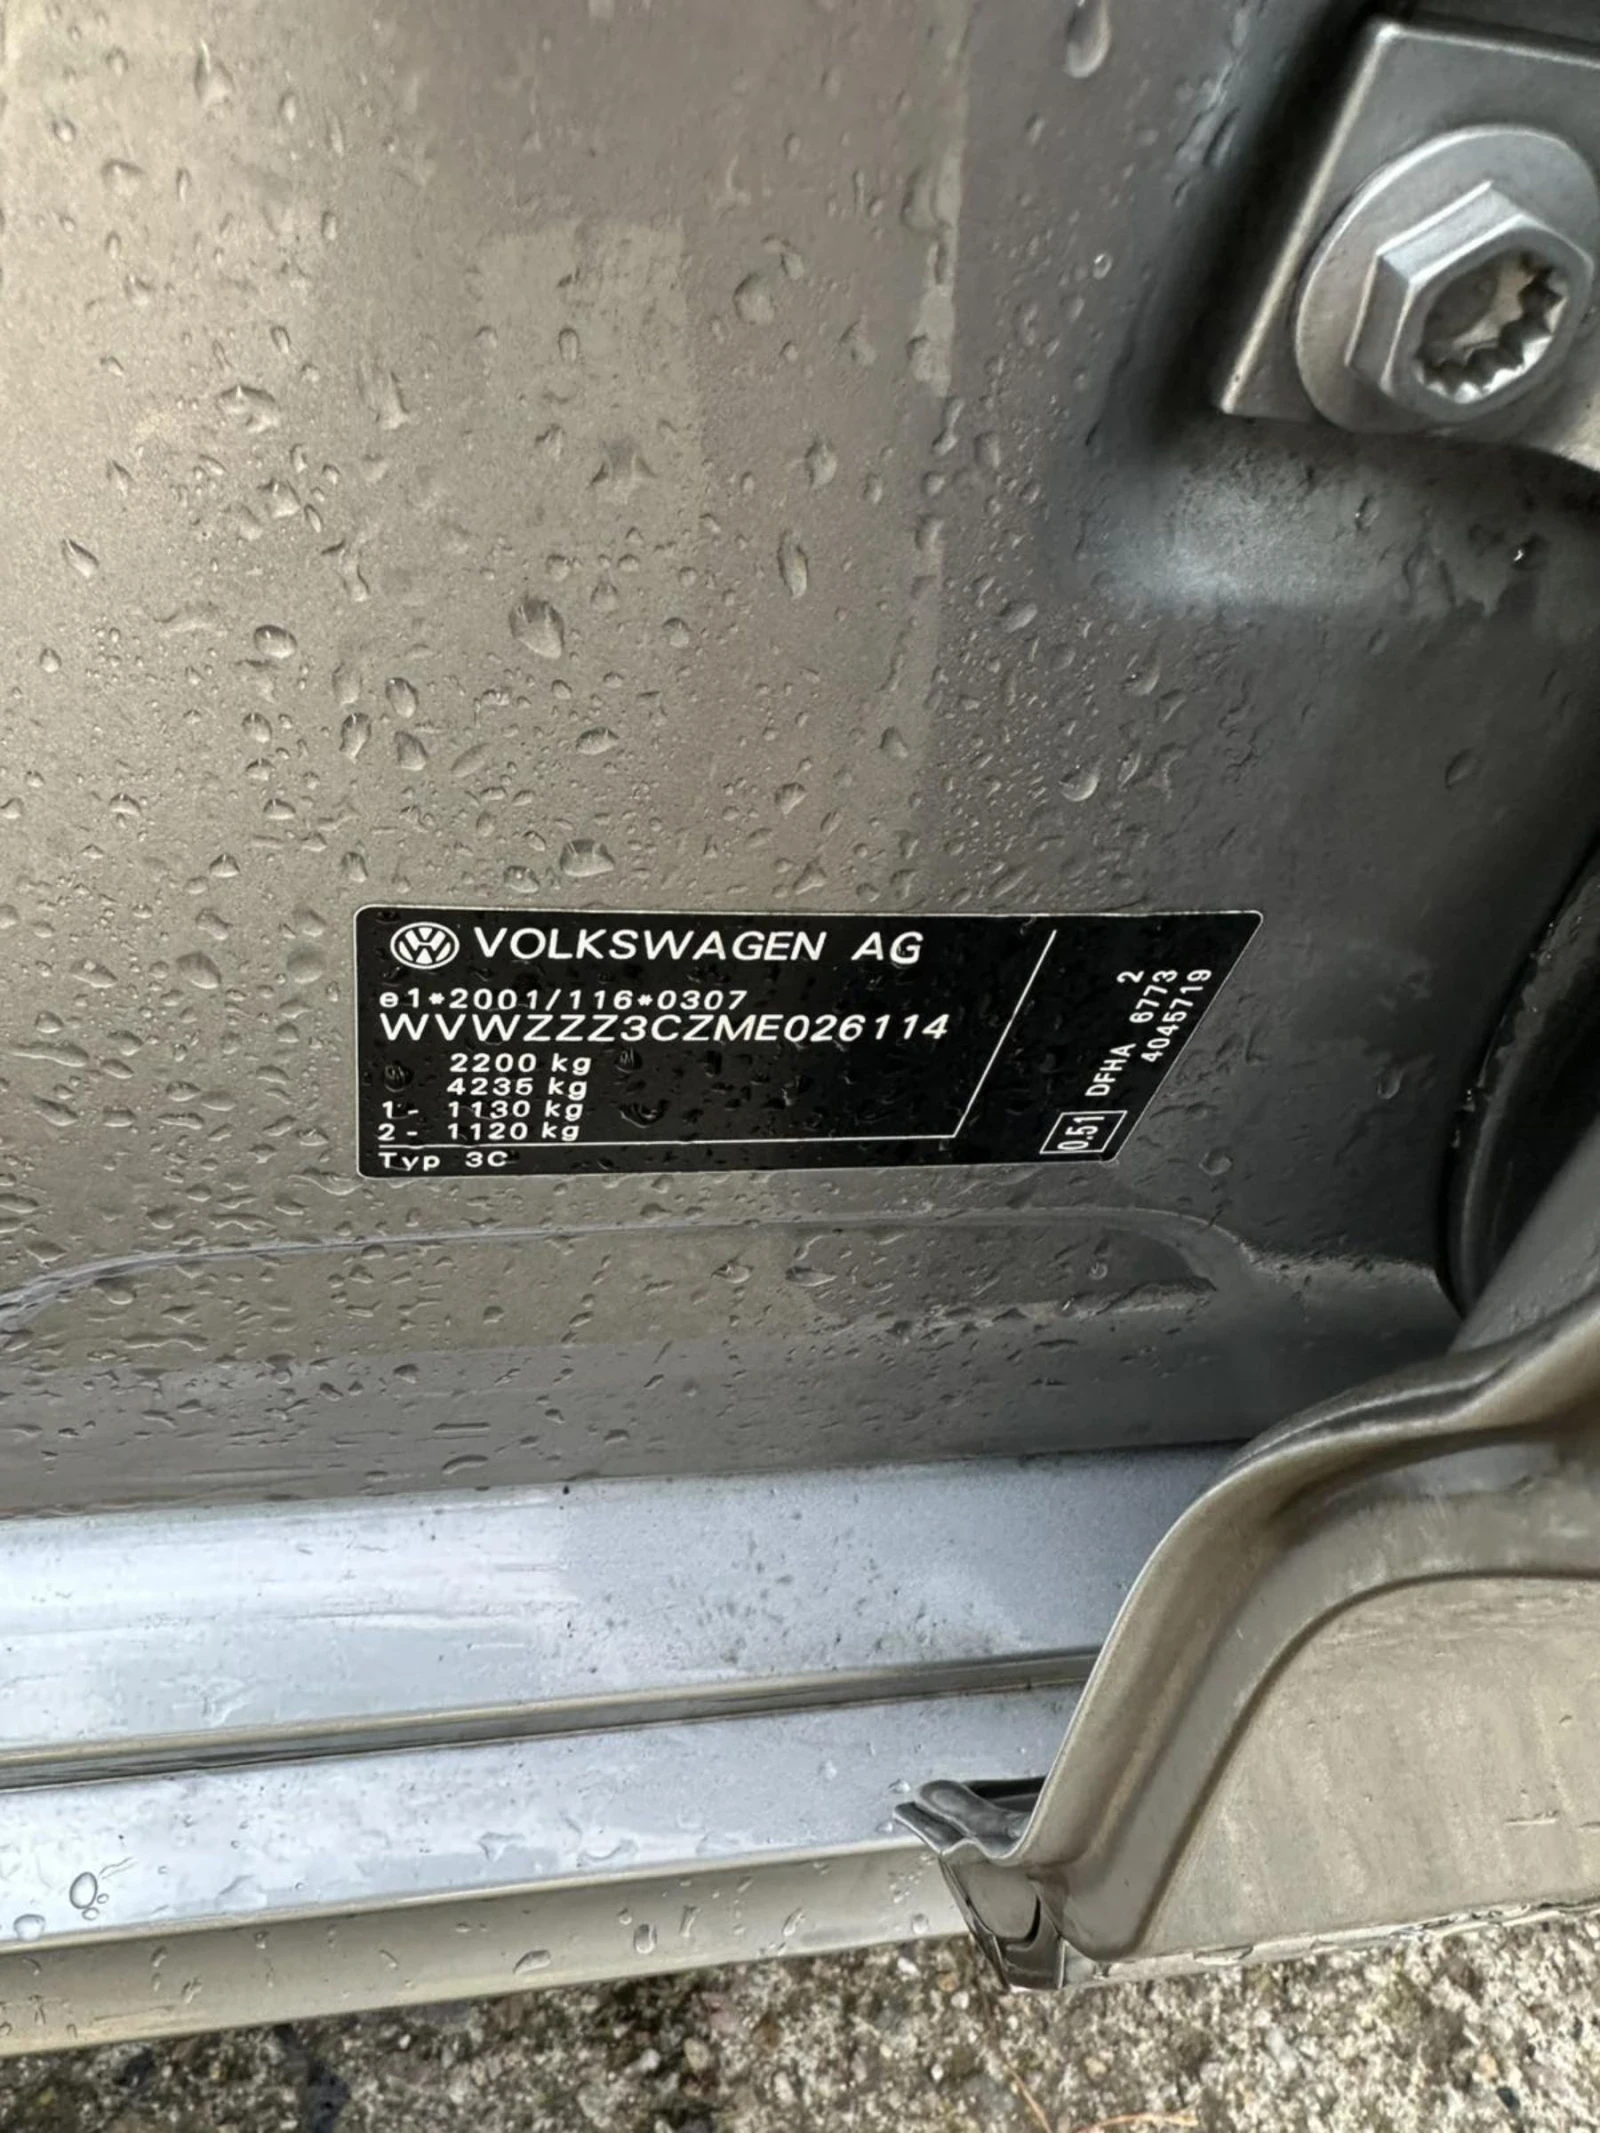 VOLKSWAGEN AG
e1*2001/116*0307
WVWZZZ3CZME026114
2200 kg
4235 kg
1- 1130 kg
2- 1120 kg
Typ 3C
0.51 DFHA 6773 2
4045719